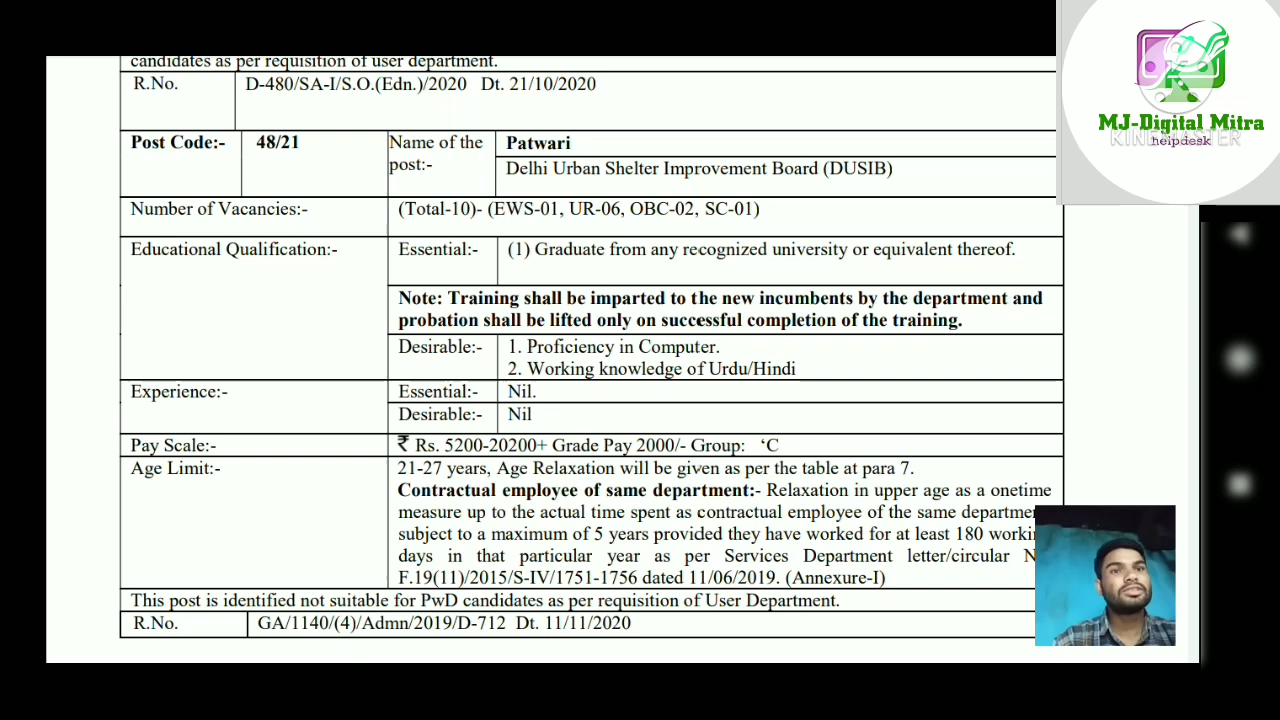 candidates as per requisition of user department.
R.No. D-480/SA-I/S.O.(Edn.)/2020 Dt. 21/10/2020
MJ-Digital Mitra
KINEMASTER
helpdesk
Post Code:- 48/21 Name of the post:- Patwari
Delhi Urban Shelter Improvement Board (DUSIB)
Number of Vacancies:- (Total-10)- (EWS-01, UR-06, OBC-02, SC-01)
Educational Qualification:- Essential:- (1) Graduate from any recognized university or equivalent thereof.
Note: Training shall be imparted to the new incumbents by the department and
probation shall be lifted only on successful completion of the training.
Desirable:- 1. Proficiency in Computer.
2. Working knowledge of Urdu/Hindi
Experience:- Essential:- Nil.
Desirable:- Nil
Pay Scale:- ₹ Rs. 5200-20200+ Grade Pay 2000/- Group: ‘C
Age Limit:- 21-27 years, Age Relaxation will be given as per the table at para 7.
Contractual employee of same department:- Relaxation in upper age as a onetime
measure up to the actual time spent as contractual employee of the same
subject to a maximum of 5 years provided they have worked for at least 180
days in that particular year as per Services Department letter/circular
F.19(11)/2015/S-IV/1751-1756 dated 11/06/2019. (Annexure-I)
This post is identified not suitable for PwD candidates as per requisition of User Department.
R.No. GA/1140/(4)/Admn/2019/D-712 Dt. 11/11/2020